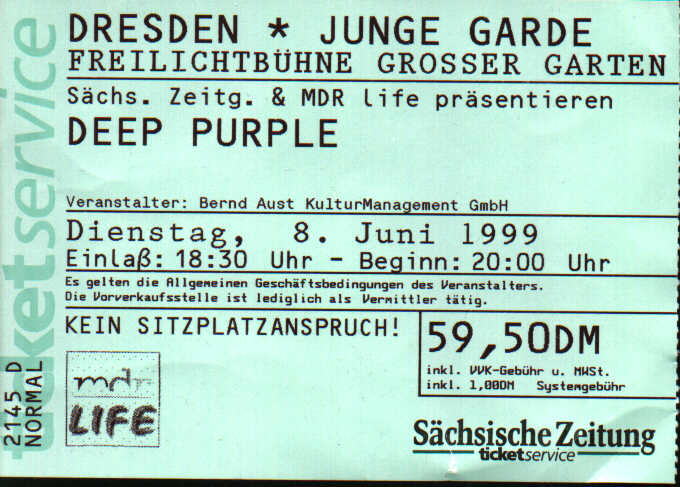 DRESDEN * JUNGE GARDE
FREILICHTBÜHNE GROSSER GARTEN
Sächs. Zeitg. & MDR Life präsentieren
DEEP PURPLE
Veranstalter: Bernd Aust KulturManagement GmbH
Dienstag, 8. Juni 1999
Einlaß: 18:30 Uhr - Beginn: 20:00 Uhr
Es gelten die Allgemeinen Geschäftsbedingungen des Veranstalters.
Die Vorverkaufsstelle ist lediglich als Vermittler tätig.
KEIN SITZPLATZANSPRUCH!
59,50DM
inkl. VVK-Gebühr u. MWSt.
inkl. 1,00DM Systemgebühr
mdr
LIFE
Sächsische Zeitung
ticketservice
ticketservice
2145 D
NORMAL